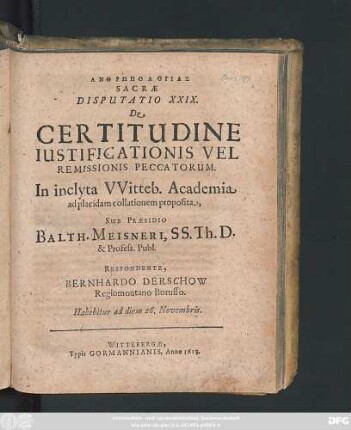 ΑΝΘΡΩΠΟΛΟΓΙΑΣ
SACRÆ
DISPUTATIO XXIX.
De
CERTITUDINE
IUSTIFICATIONIS VEL
REMISSIONIS PECCATORUM.
In inclyta VVitteb. Academia
ad placidam collationem proposita,
SUB PRÆSIDIO
BALTH. MEISNERI, SS. Th. D.
& Profess. Publ.
RESPONDENTE,
BERNHARDO DERSCHOW
Regiomontano Borusso.
Habebitur ad diem 26. Novembris.
WITTEBERGÆ,
Typis GORMANNIANIS, Anno 1613.
DFG